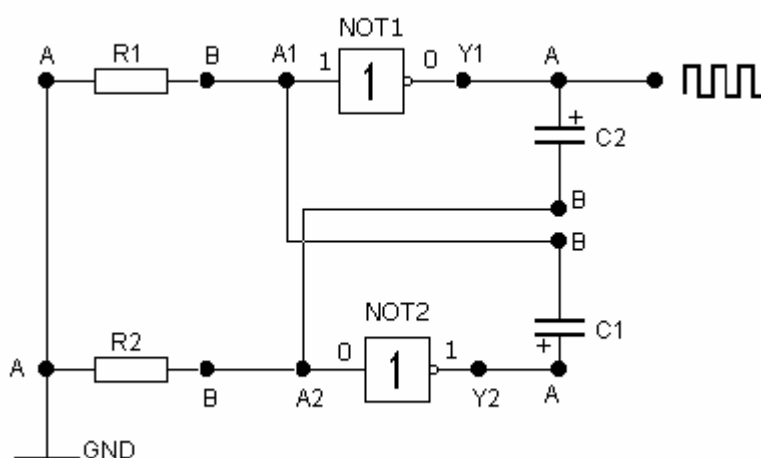 NOT1
A R1 B A1 1 1 0 Y1 A
+
C2
B
B
NOT2
C1
+
R2 0 1 1
A
B A2 Y2 A
GND